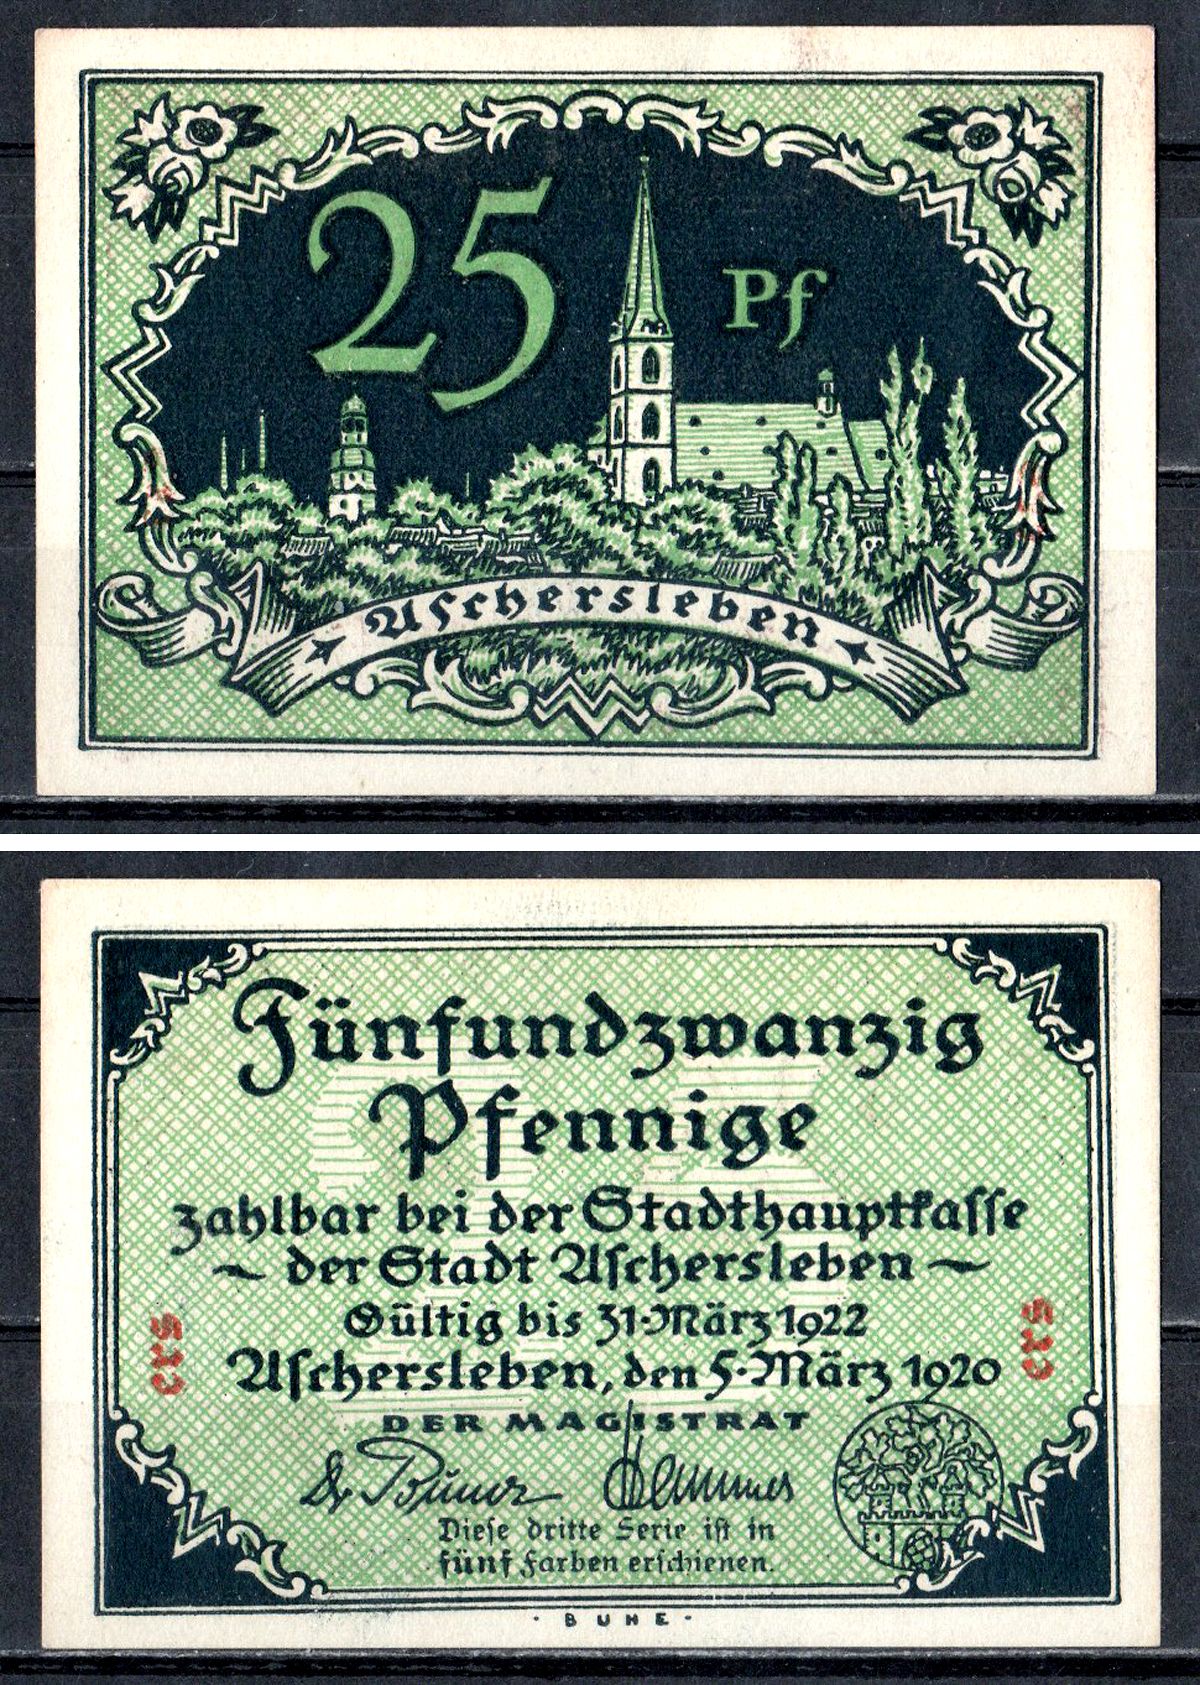 25 Pf
Aschersleben
Fünfundzwanzig
Pfennige
zahlbar bei der Stadthauptkasse
der Stadt Aschersleben
Gültig bis 31. März 1922
Aschersleben, den 5. März 1920
DER MAGISTRAT
Diese dritte Serie ist in
fünf Farben erschienen.
· BUHE ·